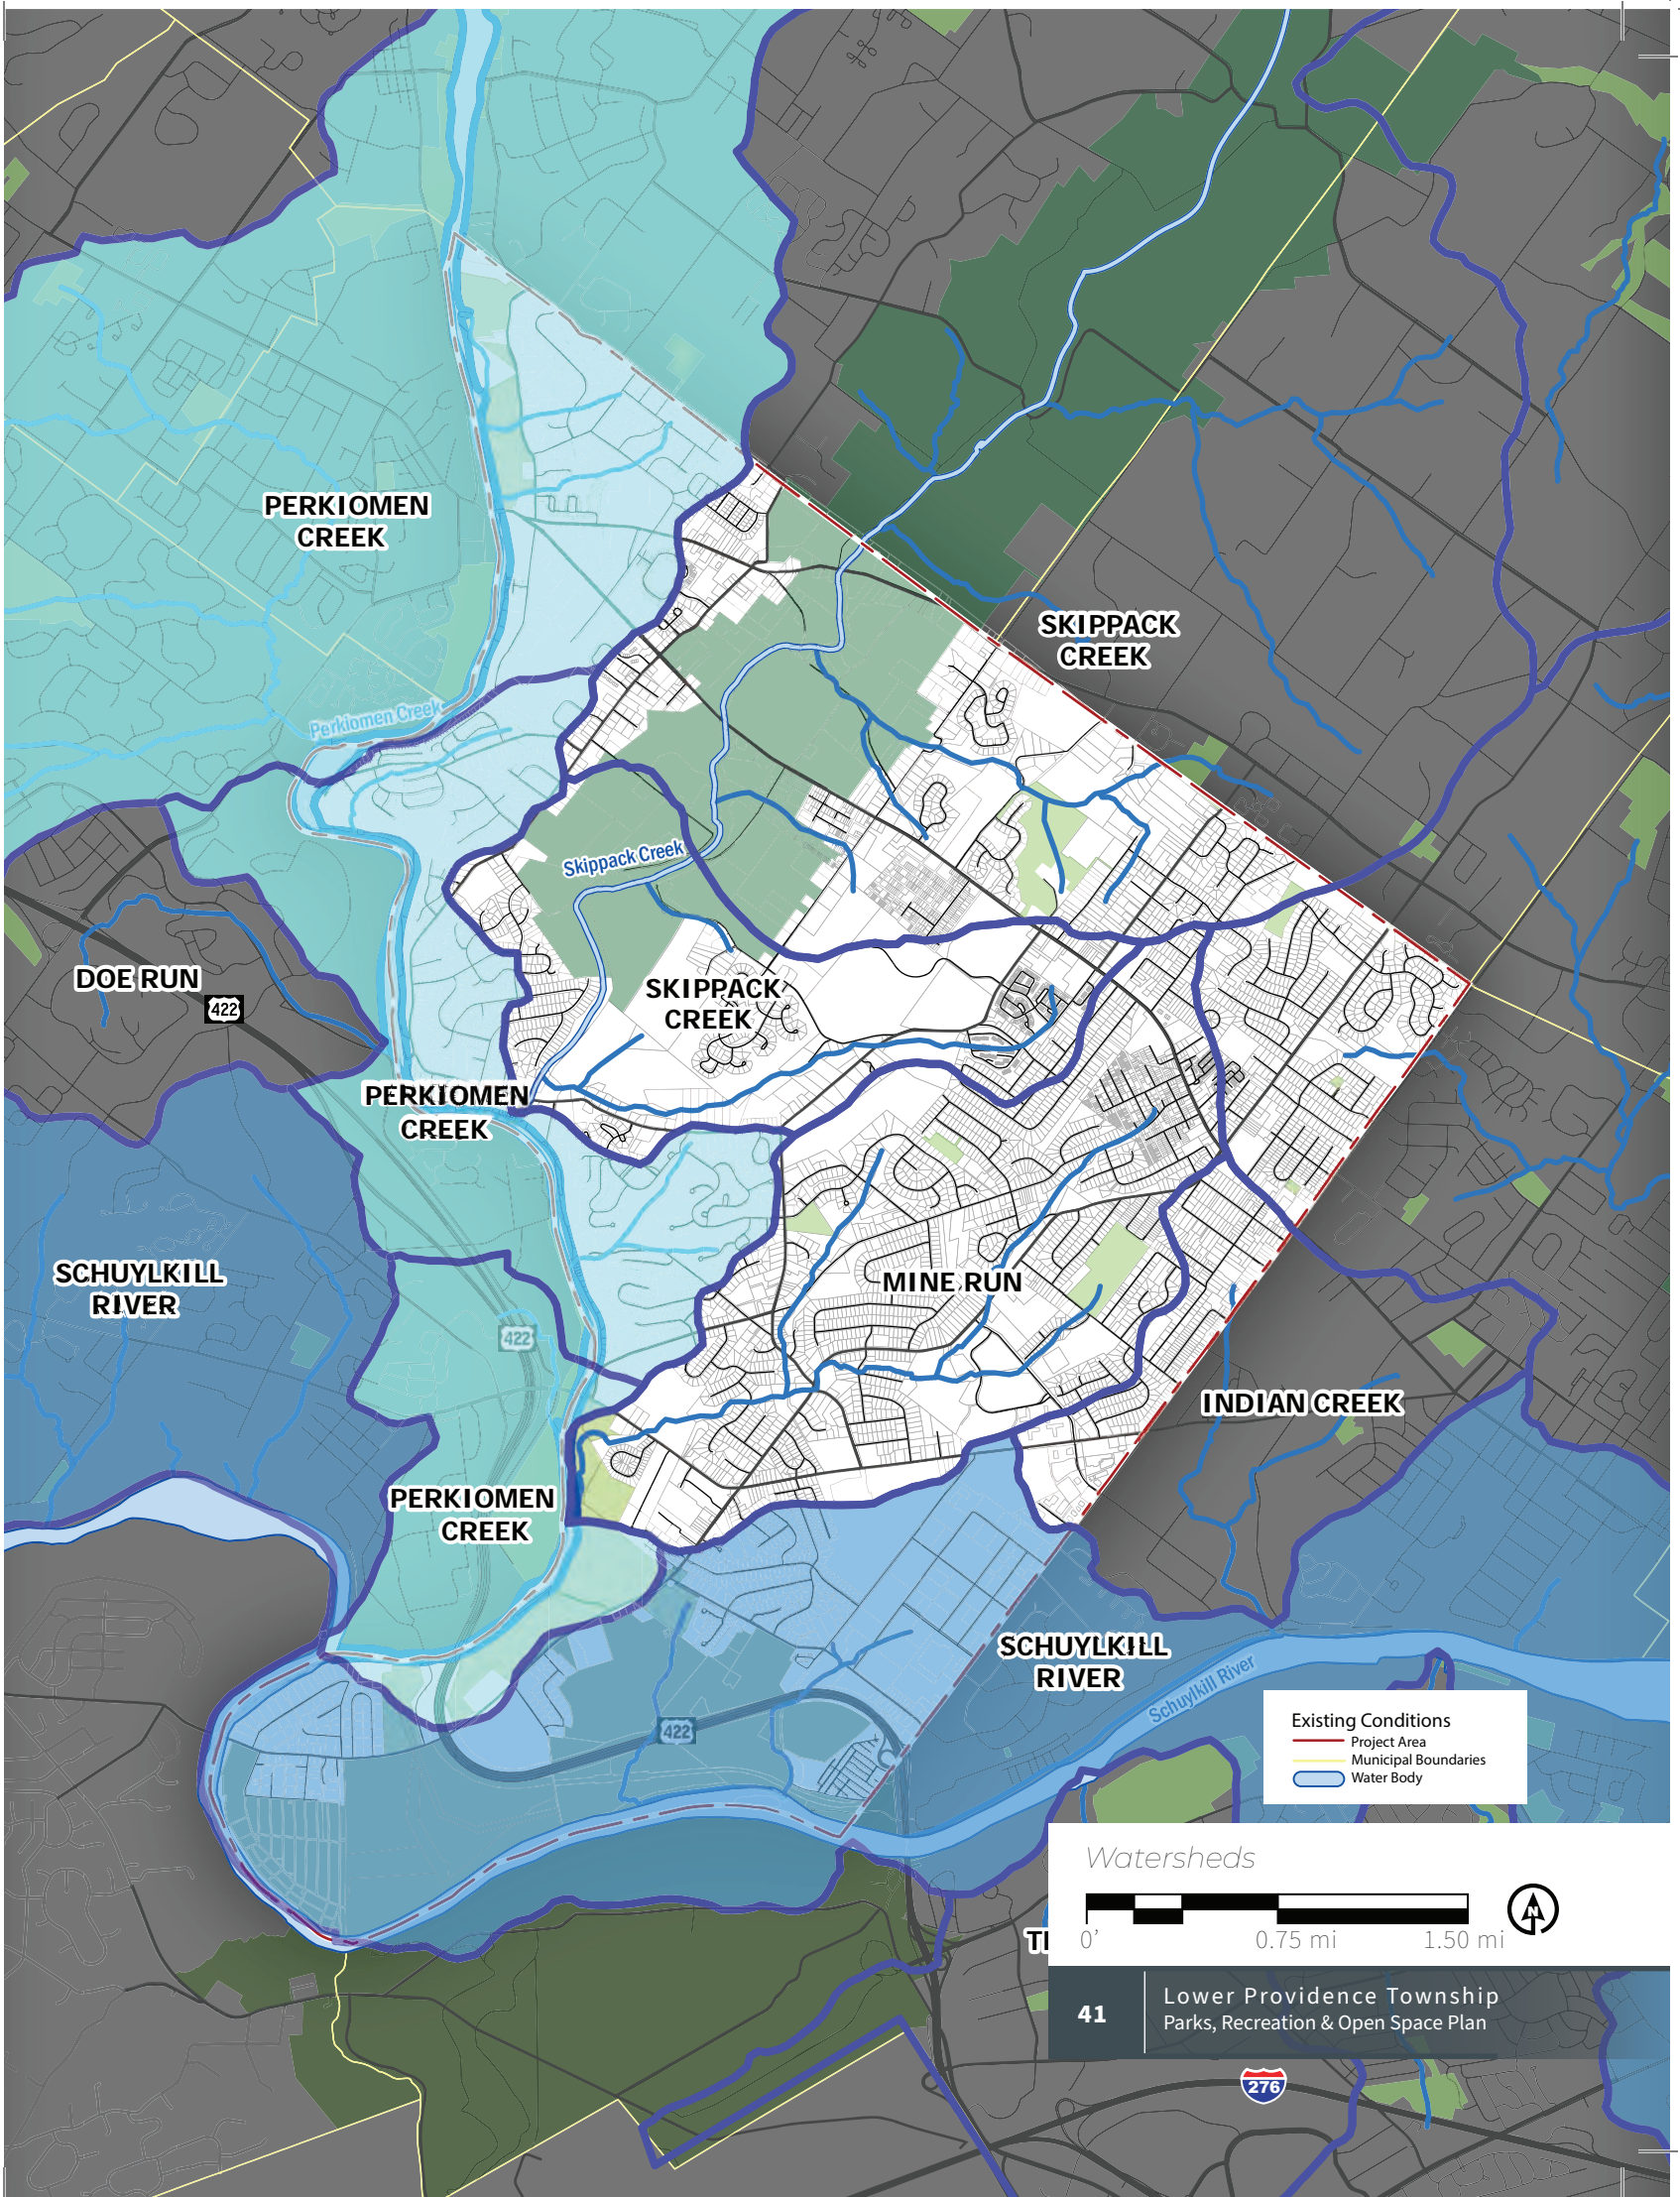 PERKIOMEN
CREEK
SKIPPACK
CREEK
Perkiomen Creek
Skippack Creek
DOE RUN
422
SKIPPACK
CREEK
PERKIOMEN
CREEK
SCHUYLKILL
RIVER
MINE RUN
422
INDIAN CREEK
PERKIOMEN
CREEK
SCHUYLKILL
RIVER
Schuylkill River
422
Existing Conditions
Project Area
Municipal Boundaries
Water Body
Watersheds
0’
0.75 mi
1.50 mi
N
41
Lower Providence Township
Parks, Recreation & Open Space Plan
276